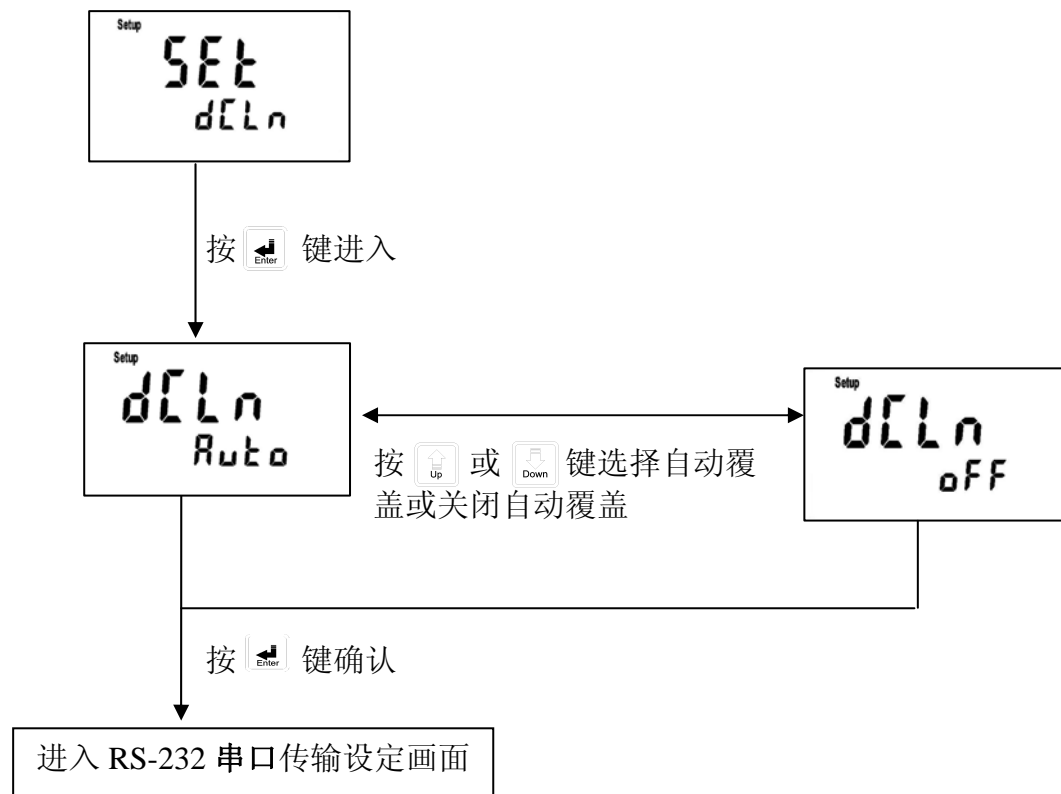 Setup
SEt
dCLn
按 Enter 键进入
Setup
dCLn
Auto
Setup
dCLn
oFF
按 Up 或 Down 键选择自动覆
盖或关闭自动覆盖
按 Enter 键确认
进入 RS-232 串口传输设定画面